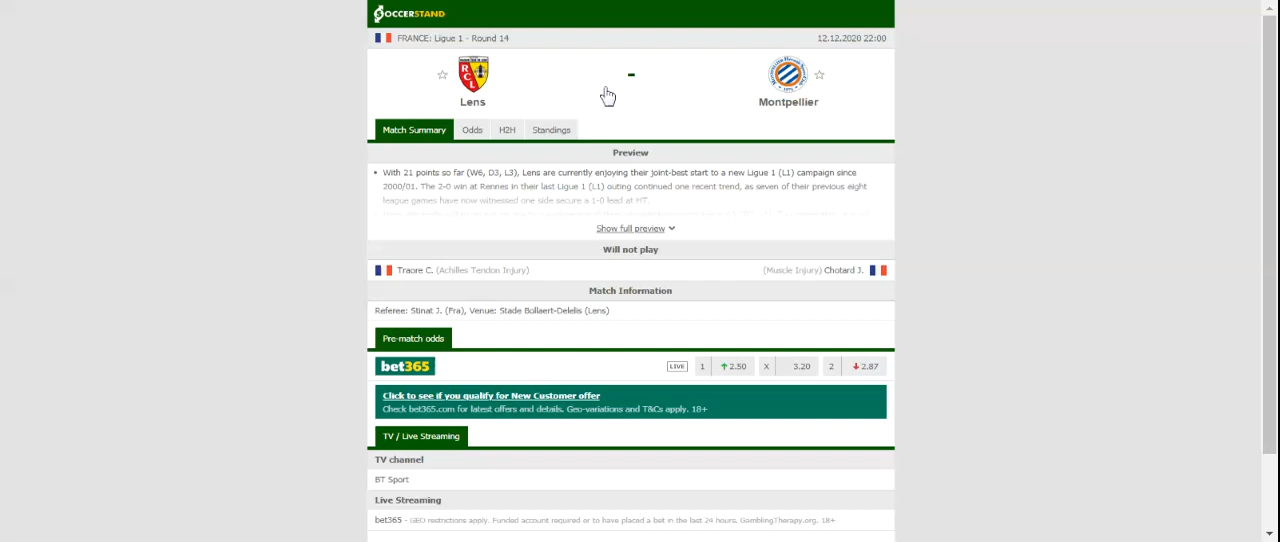 SOCCERSTAND
FRANCE: Ligue 1 - Round 14 12.12.2020 22:00
RCL
Lens - Montpellier
Match Summary Odds H2H Standings
Preview
• With 21 points so far (W6, D3, L3), Lens are currently enjoying their joint-best start to a new Ligue 1 (L1) campaign since
2000/01. The 2-0 win at Rennes in their last Ligue 1 (L1) outing continued one recent trend, as seven of their previous eight
league games have now witnessed one side secure a 1-0 lead at HT.
Show full preview
Will not play
Traore C. (Achilles Tendon Injury) (Muscle Injury) Chotard J.
Match Information
Referee: Stinat J. (Fra), Venue: Stade Bollaert-Delelis (Lens)
Pre-match odds
bet365 LIVE 1 2.50 X 3.20 2 2.87
Click to see if you qualify for New Customer offer
Check bet365.com for latest offers and details. Geo-variations and T&Cs apply. 18+
TV / Live Streaming
TV channel
BT Sport
Live Streaming
bet365 - GEO restrictions apply. Funded account required or to have placed a bet in the last 24 hours. GamblingTherapy.org. 18+